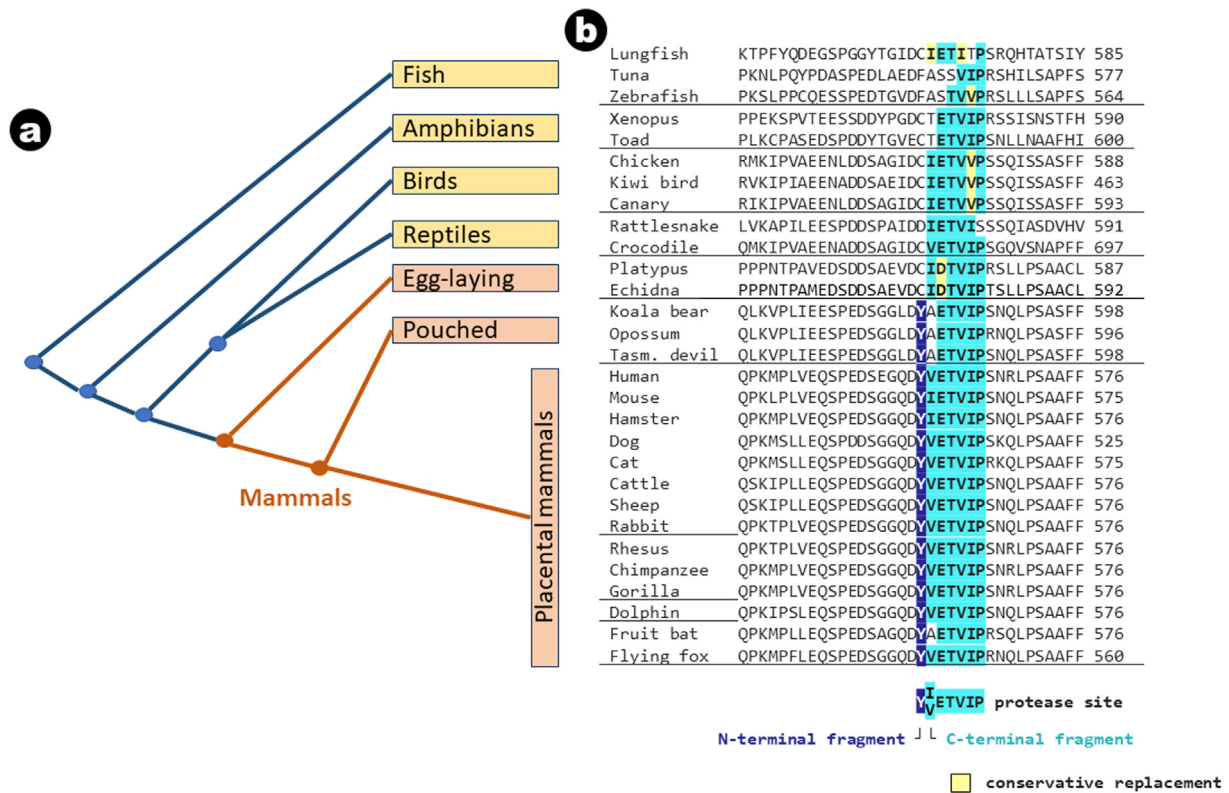 a
Fish
Amphibians
Birds
Reptiles
Egg-laying
Pouched
Placental mammals
Mammals
b
Lungfish KTPFYQDEGSPGGYTGIDCIETITPSRQHTATSIY 585
Tuna PKNLPQYPDASPEDLAEDFASSVIPRSHILSAPFS 577
Zebrafish PKSLPPCQESSPEDTGVDFASTVVPRSLLLSAPFS 564
Xenopus PPEKSPVTEESSDDYPGDCTETVIPRSSISNSTFH 590
Toad PLKCPASEDSPDDYTGVECTETVIPSNLLNAAFHI 600
Chicken RMKIPVAEENLDDSAGIDCIETVVPSSQISSASFF 588
Kiwi bird RVKIPIAEENADDSAEIDCIETVVPSSQISSASFF 463
Canary RIKIPVAEENLDDSAGIDCIETVVPSSQISSASFF 593
Rattlesnake LVKAPILEESPDDSPAIDDIETVISSSQIASDVHV 591
Crocodile QMKIPVAEENADDSAGIDCVETVIPSGQVSNAPFF 697
Platypus PPPNTPAVEDSDDSAEVDCIDTVIPRSLLPSAACL 587
Echidna PPPNTPAMEDSDDSAEVDCIDTVIPTSLLPSAACL 592
Koala bear QLKVPLIEESPEDSGGLDYAETVIPSNQLPSASFF 598
Opossum QLKVPLIEESPEDSGGLDYAETVIPRNQLPSASFF 596
Tasm. devil QLKVPLIEESPEDSGGLDYAETVIPSNQLPSASFF 598
Human QPKMPLVEQSPEDSEGQDYVETVIPSNRLPSAAFF 576
Mouse QPKLPLVEQSPEDSGGQDYIETVIPSNQLPSAAFF 575
Hamster QPKMPLVEQSPEDSGGQDYIETVIPSNQLPSAAFF 576
Dog QPKMSLLEQSPDDSGGQDYVETVIPSKQLPSAAFF 525
Cat QPKMSLLEQSPEDSGGQDYVETVIPRKQLPSAAFF 575
Cattle QSKIPLLEQSPEDSGGQDYVETVIPSNQLPSAAFF 576
Sheep QSKIPLLEQSPEDSGGQDYVETVIPSNQLPSAAFF 576
Rabbit QPKTPLVEQSPEDSGGQDYVETVIPSNQLPSAAFF 576
Rhesus QPKTPLVEQSPEDSGGQDYVETVIPSNRLPSAAFF 576
Chimpanzee QPKMPLVEQSPEDSGGQDYVETVIPSNRLPSAAFF 576
Gorilla QPKMPLVEQSPEDSGGQDYVETVIPSNRLPSAAFF 576
Dolphin QPKIPSLEQSPEDSGGQDYVETVIPSNQLPSAAFF 576
Fruit bat QPKMPLLEQSPEDSAGQDYAETVIPRSQLPSAAFF 576
Flying fox QPKMPFLEQSPEDSGGQDYVETVIPRNQLPSAAFF 560
I
Y ETVIP protease site
V
N-terminal fragment C-terminal fragment
conservative replacement